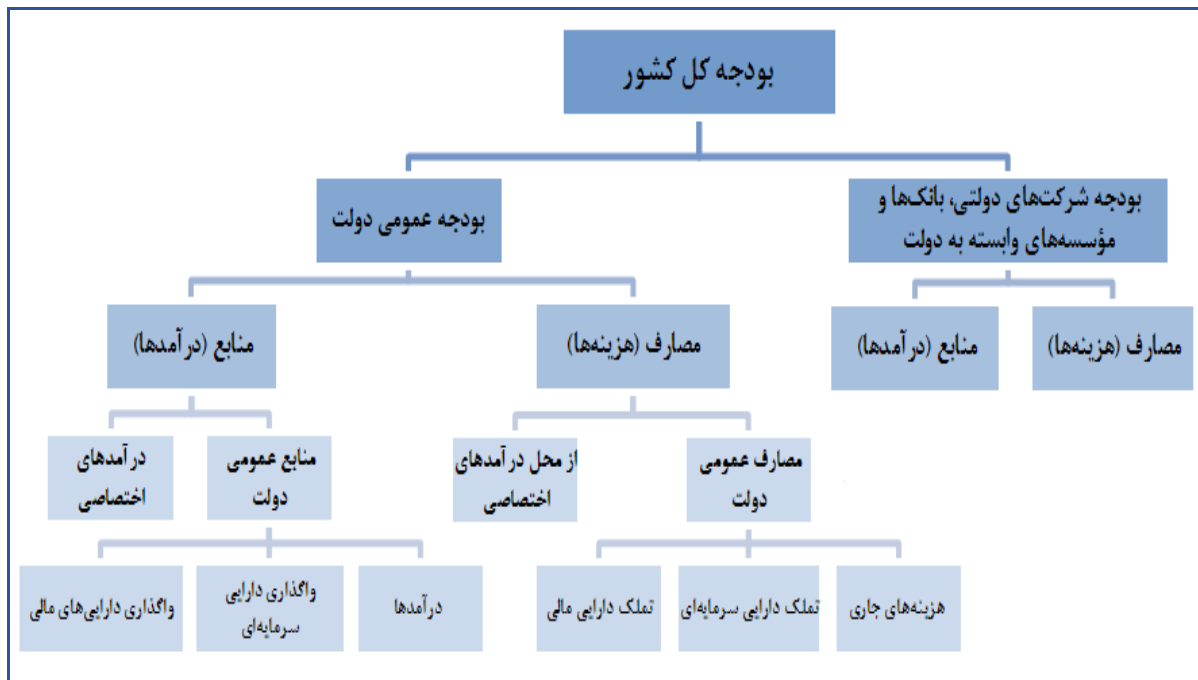 بودجه کل کشور
بودجه شرکت‌های دولتی، بانک‌ها و
مؤسسه‌های وابسته به دولت
بودجه عمومی دولت
مصارف (هزینه‌ها)
منابع (درآمدها)
مصارف (هزینه‌ها)
منابع (درآمدها)
مصارف عمومی
دولت
از محل درآمدهای
اختصاصی
منابع عمومی
دولت
درآمدهای
اختصاصی
هزینه‌های جاری
تملک دارایی سرمایه‌ای
تملک دارایی مالی
درآمدها
واگذاری دارایی
سرمایه‌ای
واگذاری دارایی‌های مالی